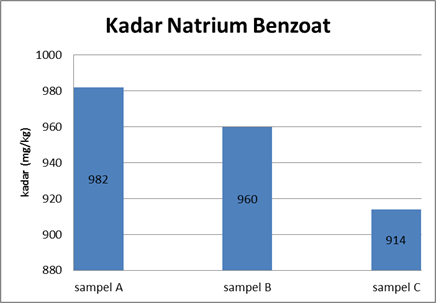 Kadar Natrium Benzoat
kadar (mg/kg)
1000
980
960
940
920
900
880
982
960
914
sampel A
sampel B
sampel C